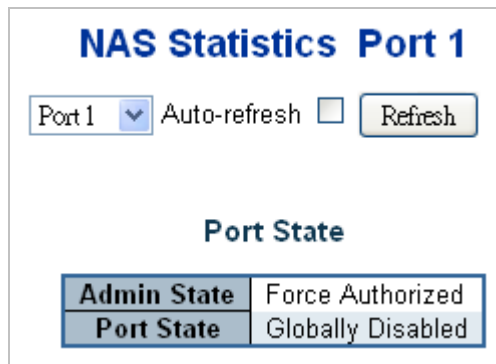 NAS Statistics Port 1
Port 1 Auto-refresh Refresh
Port State
Admin State Force Authorized
Port State Globally Disabled